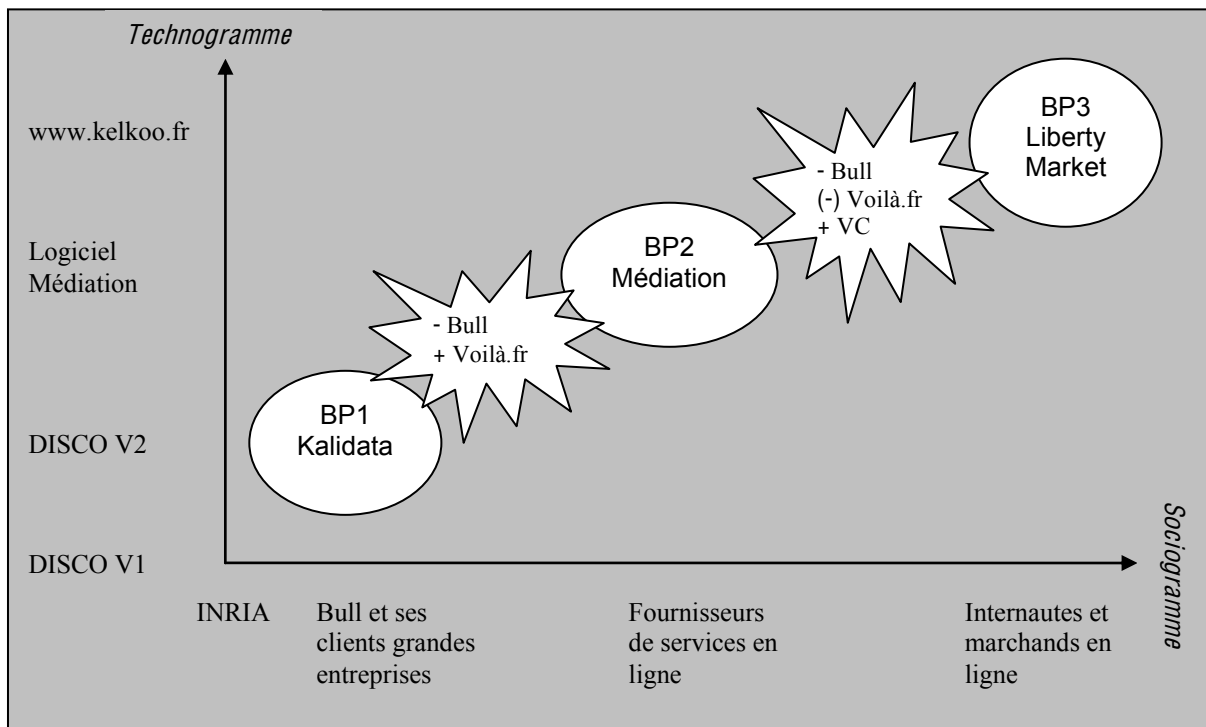 Technogramme
www.kelkoo.fr
BP3
Liberty
Market
- Bull
(-) Voilà.fr
+ VC
Logiciel
Médiation
BP2
Médiation
- Bull
+ Voilà.fr
BP1
Kalidata
DISCO V2
DISCO V1
Sociogramme
INRIA
Bull et ses
clients grandes
entreprises
Fournisseurs
de services en
ligne
Internautes et
marchands en
ligne